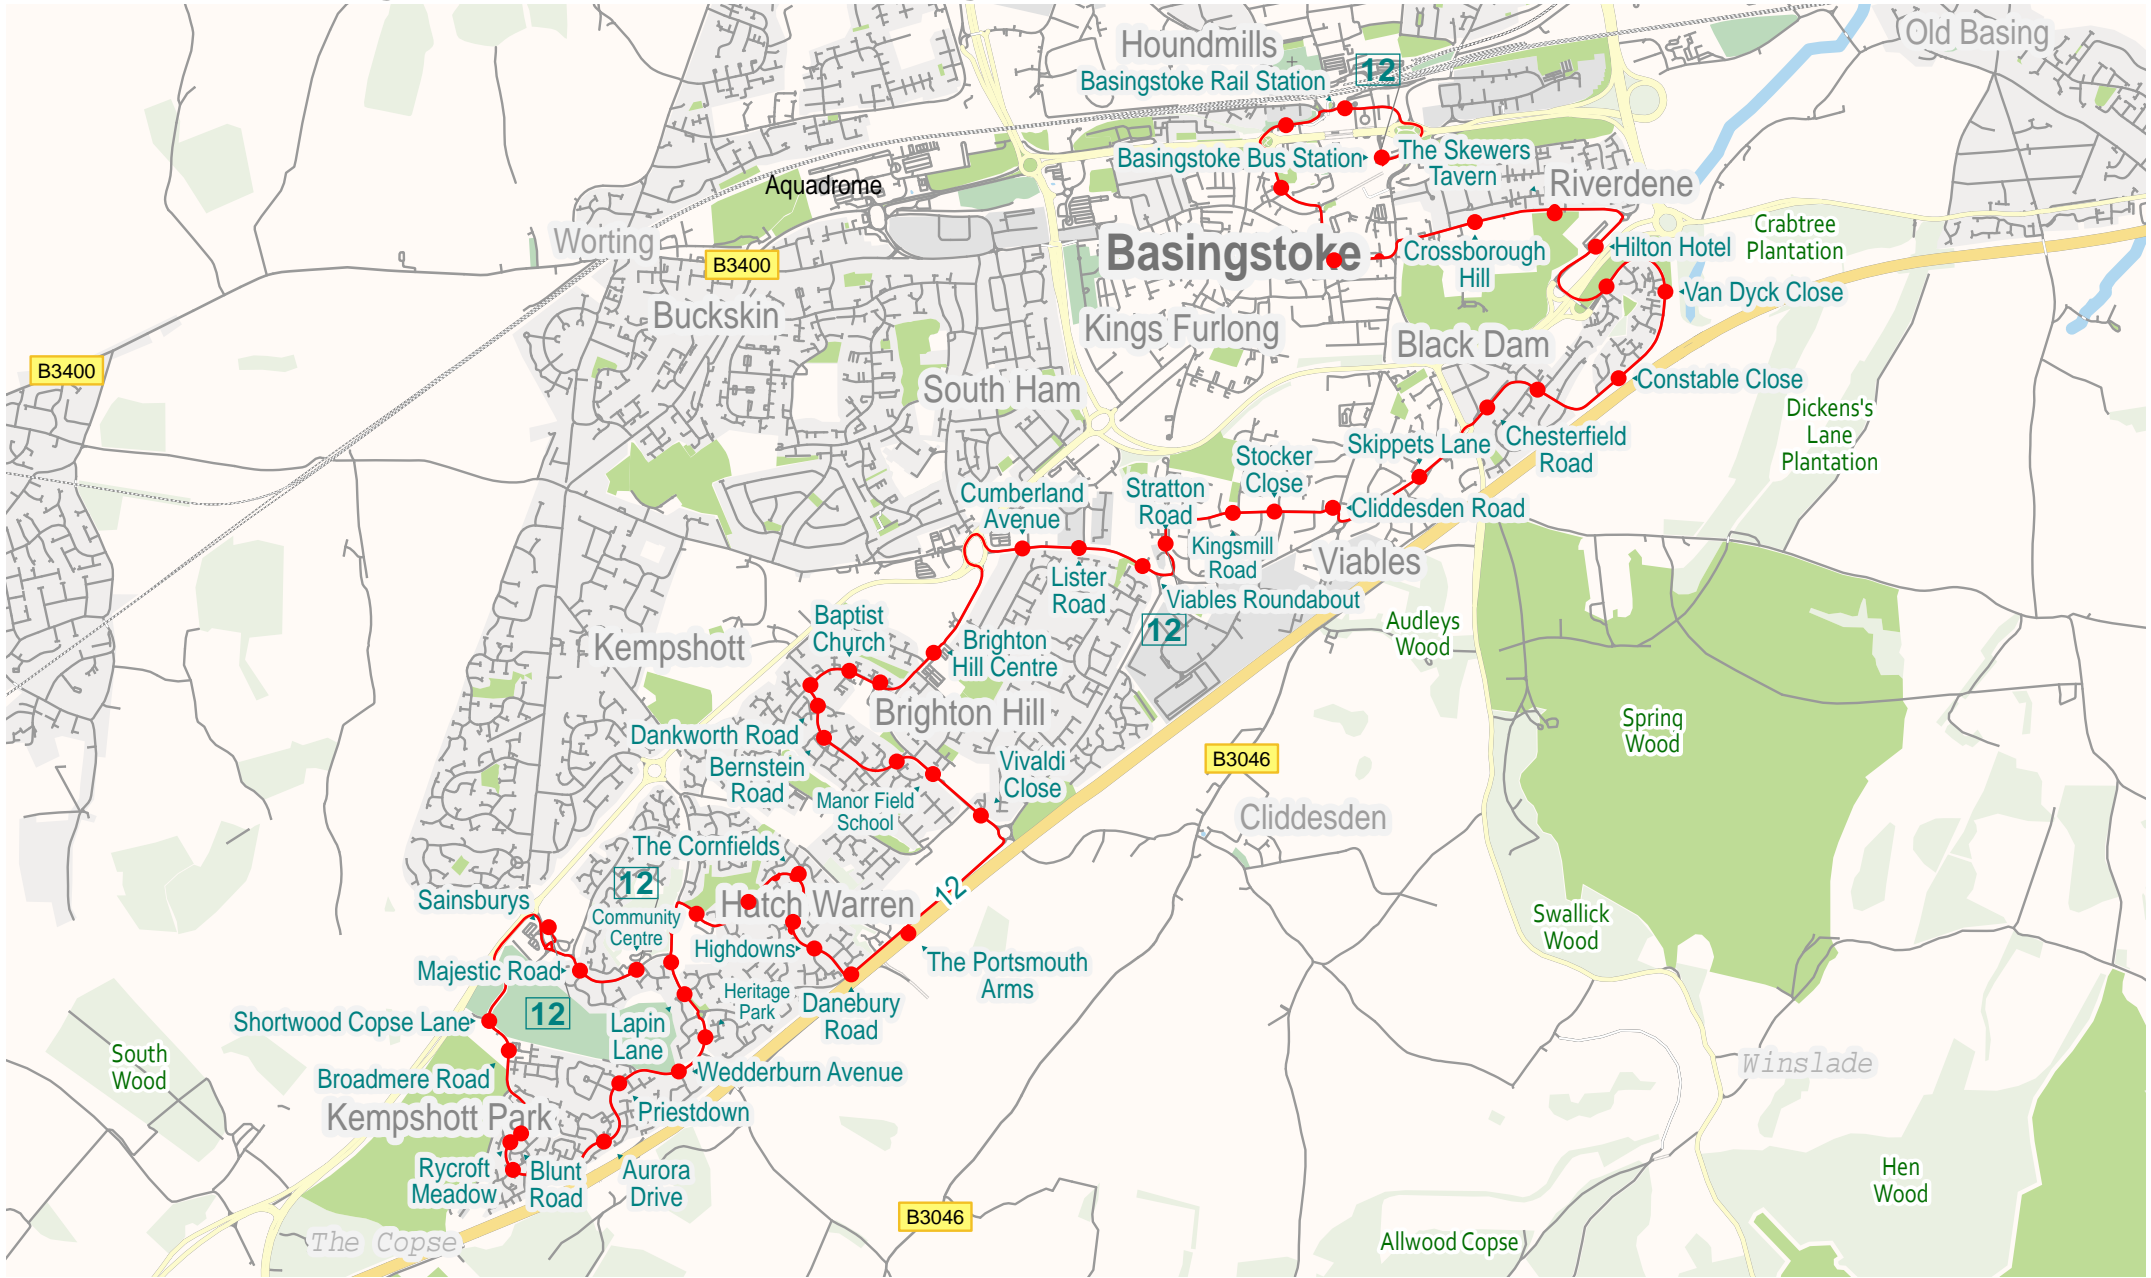 Houndmills
Old Basing
Basingstoke Rail Station
12
Basingstoke Bus Station
The Skewers
Tavern
Aquadrome
Riverdene
Crabtree
Plantation
Worting
B3400
Basingstoke
Crossborough
Hill
Hilton Hotel
Van Dyck Close
Buckskin
Kings Furlong
Black Dam
B3400
South Ham
Constable Close
Dickens's
Lane
Plantation
Skippets Lane
Chesterfield
Road
Stocker
Close
Cumberland
Avenue
Stratton
Road
Cliddesden Road
Kingsmill
Road
Viables
Lister
Road
Viables Roundabout
12
Baptist
Church
Audleys
Wood
Kempshott
Brighton
Hill Centre
Brighton Hill
Spring
Wood
Dankworth Road
Bernstein
Road
Vivaldi
Close
B3046
Manor Field
School
Cliddesden
The Cornfields
12
12
Sainsburys
Hatch Warren
Community
Centre
Swallick
Wood
Highdowns
Majestic Road
The Portsmouth
Arms
Heritage
Park
Danebury
Road
12
Shortwood Copse Lane
Lapin
Lane
South
Wood
Winslade
Broadmere Road
Wedderburn Avenue
Priestdown
Kempshott Park
Rycroft
Meadow
Blunt
Road
Aurora
Drive
Hen
Wood
B3046
The Copse
Allwood Copse